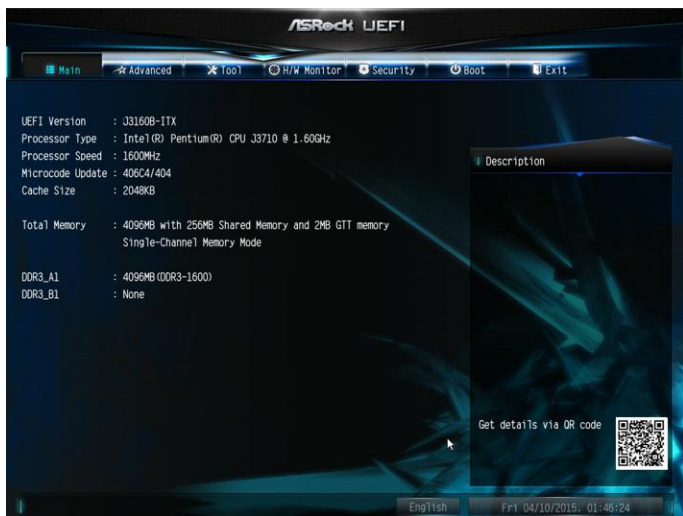 ASRock UEFI
Main Advanced Tool H/W Monitor Security Boot Exit
UEFI Version : J3160B-ITX
Processor Type : Intel(R) Pentium(R) CPU J3710 @ 1.60GHz
Processor Speed : 1600MHz
Microcode Update : 406C4/404
Cache Size : 2048KB
Total Memory : 4096MB with 256MB Shared Memory and 2MB GTT memory
Single-Channel Memory Mode
DDR3_A1 : 4096MB(DDR3-1600)
DDR3_B1 : None
Description
Get details via QR code
English Fri 04/10/2015. 01:46:24